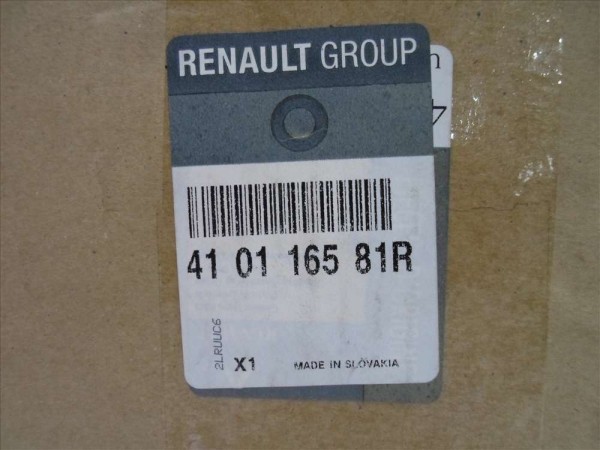 RENAULT GROUP
41 01 165 81R
2LRUUC6
X1 MADE IN SLOVAKIA